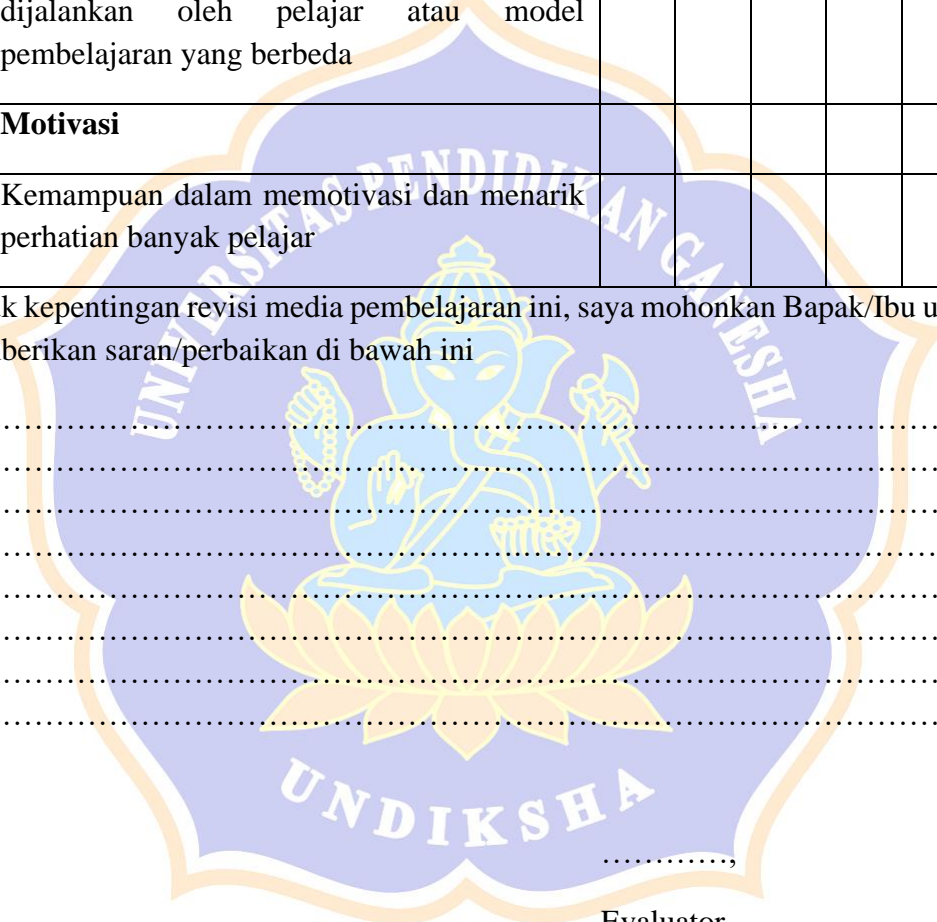 dijalankan oleh pelajar atau model
pembelajaran yang berbeda
Motivasi
Kemampuan dalam memotivasi dan menarik
perhatian banyak pelajar
k kepentingan revisi media pembelajaran ini, saya mohonkan Bapak/Ibu u
berikan saran/perbaikan di bawah ini
UNIVERSITAS PENDIDIKAN GANESHA
……………………………………………………………………………
……………………………………………………………………………
……………………………………………………………………………
……………………………………………………………………………
……………………………………………………………………………
……………………………………………………………………………
……………………………………………………………………………
……………………………………………………………………………
UNDIKSHA
…………,
Evaluator